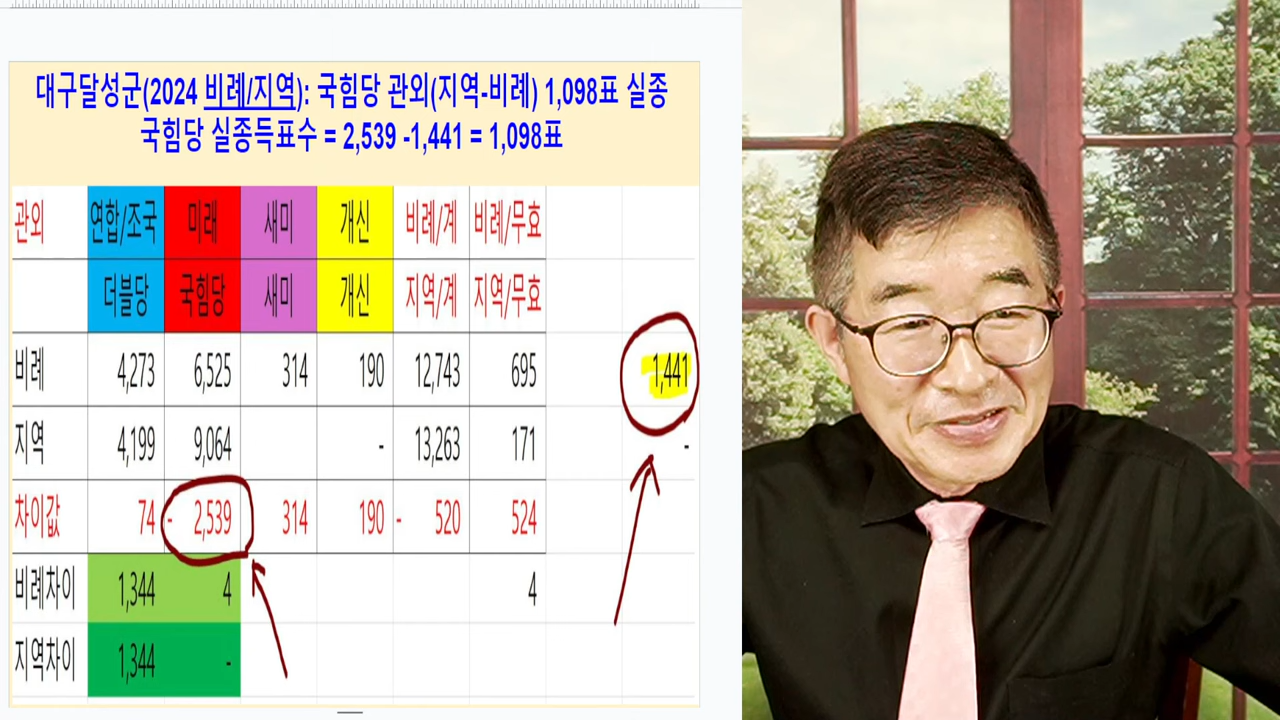 대구달성군(2024 비례/지역): 국힘당 관외(지역-비례) 1,098표 실종
국힘당 실종득표수 = 2,539 -1,441 = 1,098표
관외 연합/조국 미래 새미 개신 비례/계 비례/무효
더블당 국힘당 새미 개신 지역/계 지역/무효
비례 4,273 6,525 314 190 12,743 695 1,441
지역 4,199 9,064 - 13,263 171 -
차이값 74 - 2,539 314 190 - 520 524
비례차이 1,344 4 4
지역차이 1,344 -